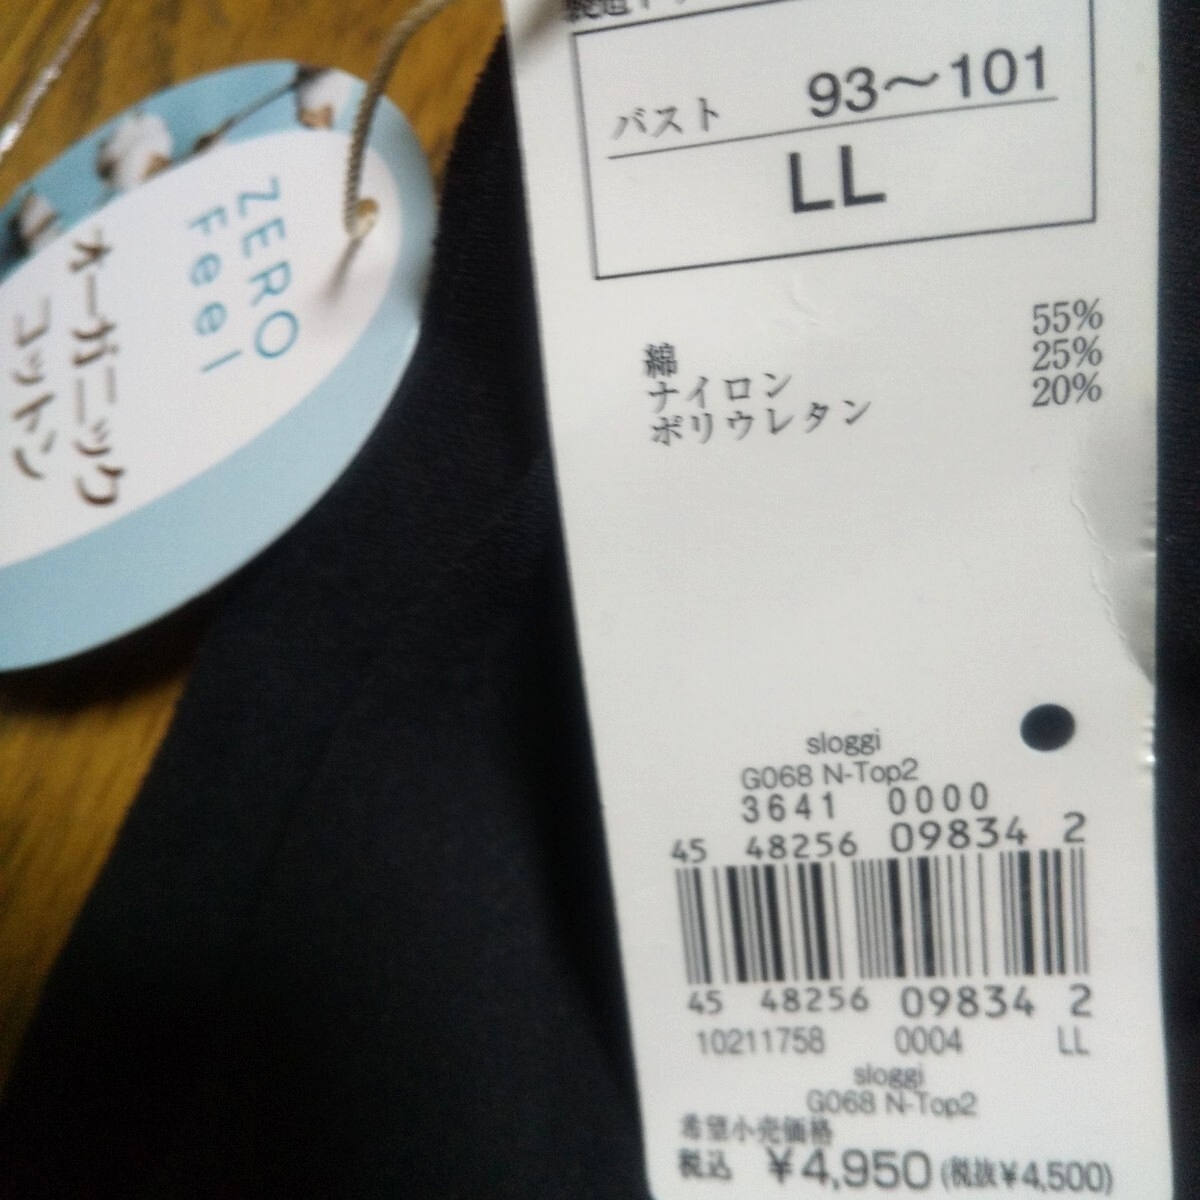 ZERO
Feel
オーガニック
コットン
バスト 93〜101
LL
綿 55%
ナイロン 25%
ポリウレタン 20%
sloggi
G068 N-Top2
3641 0000
45 48256 09834 2
45 48256 09834 2
10211758 0004 LL
sloggi
G068 N-Top2
希望小売価格
税込 ¥4,950(税抜¥4,500)